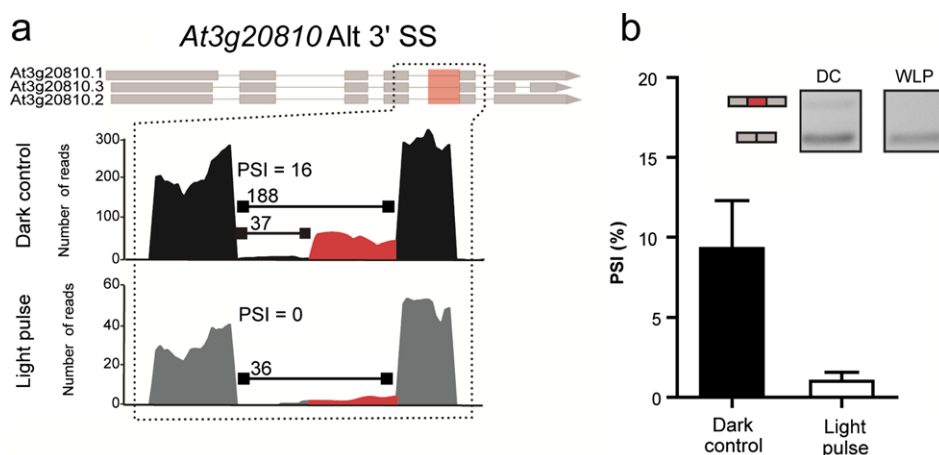 a
At3g20810 Alt 3' SS
At3g20810.1
At3g20810.3
At3g20810.2
Dark control
Number of reads
300
200
100
0
PSI = 16
188
37
Light pulse
Number of reads
60
40
20
0
PSI = 0
36
b
20
15
10
5
0
PSI (%)
DC
WLP
Dark
control
Light
pulse